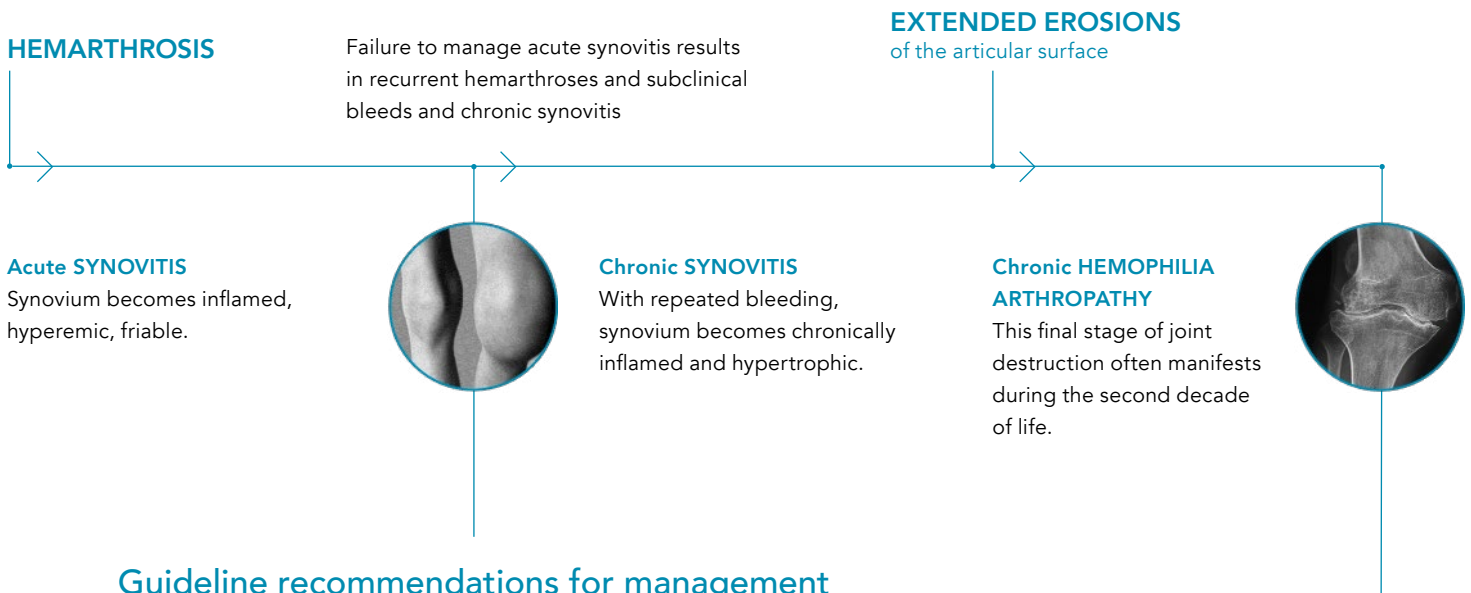 HEMARTHROSIS
Failure to manage acute synovitis results
in recurrent hemarthroses and subclinical
bleeds and chronic synovitis
EXTENDED EROSIONS
of the articular surface
Acute SYNOVITIS
Synovium becomes inflamed,
hyperemic, friable.
Chronic SYNOVITIS
With repeated bleeding,
synovium becomes chronically
inflamed and hypertrophic.
Chronic HEMOPHILIA
ARTHROPATHY
This final stage of joint
destruction often manifests
during the second decade
of life.
Guideline recommendations for management